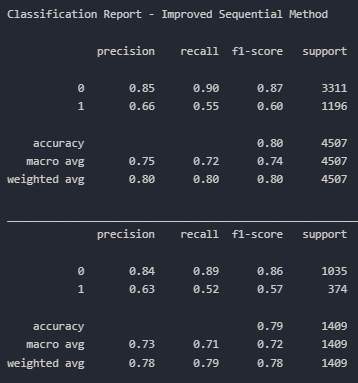 Classification Report - Improved Sequential Method
precision recall f1-score support
0 0.85 0.90 0.87 3311
1 0.66 0.55 0.60 1196
accuracy 0.80 4507
macro avg 0.75 0.72 0.74 4507
weighted avg 0.80 0.80 0.80 4507
precision recall f1-score support
0 0.84 0.89 0.86 1035
1 0.63 0.52 0.57 374
accuracy 0.79 1409
macro avg 0.73 0.71 0.72 1409
weighted avg 0.78 0.79 0.78 1409